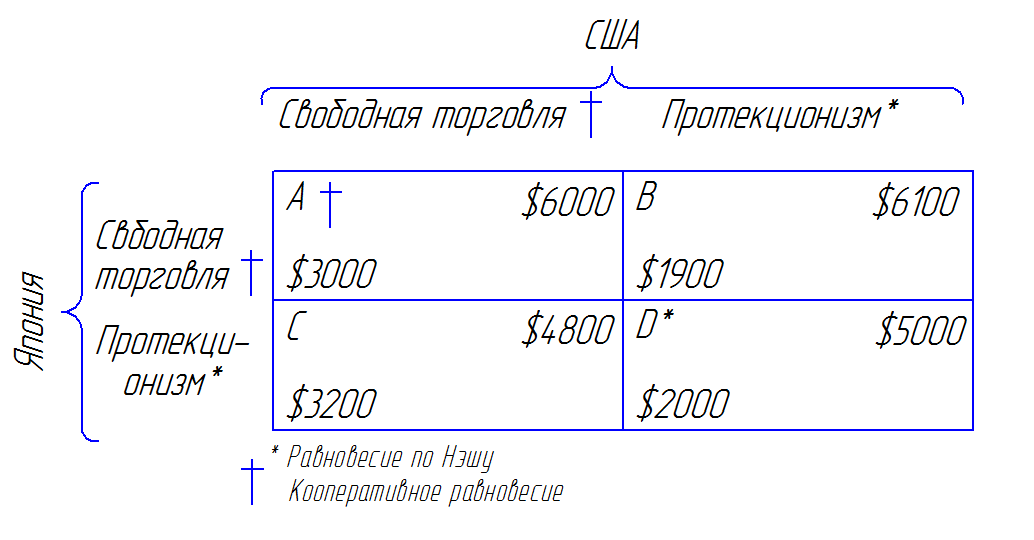 США
Свободная торговля †
Протекционизм *
A † $6000
$3000
B $6100
$1900
Япония
Свбодная
торговля †
Протекци-
онизм *
C $4800
$3200
D * $5000
$2000
* Равновесие по Нэшу
† Кооперативное равновесие